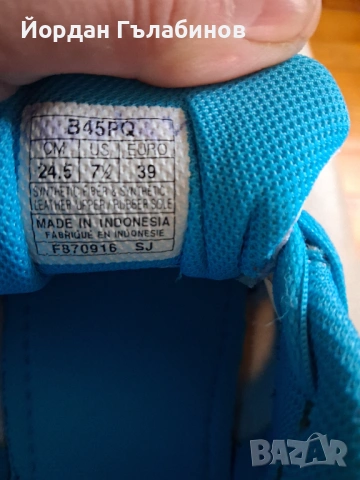 Йордан Гълабинов
B45PQ
CM US EURO
24.5 7½ 39
SYNTHETIC FIBER & SYNTHETIC
LEATHER UPPER / RUBBER SOLE
MADE IN INDONESIA
FABRIQUE EN INDONESIE
FB70916 SJ
BAZAR